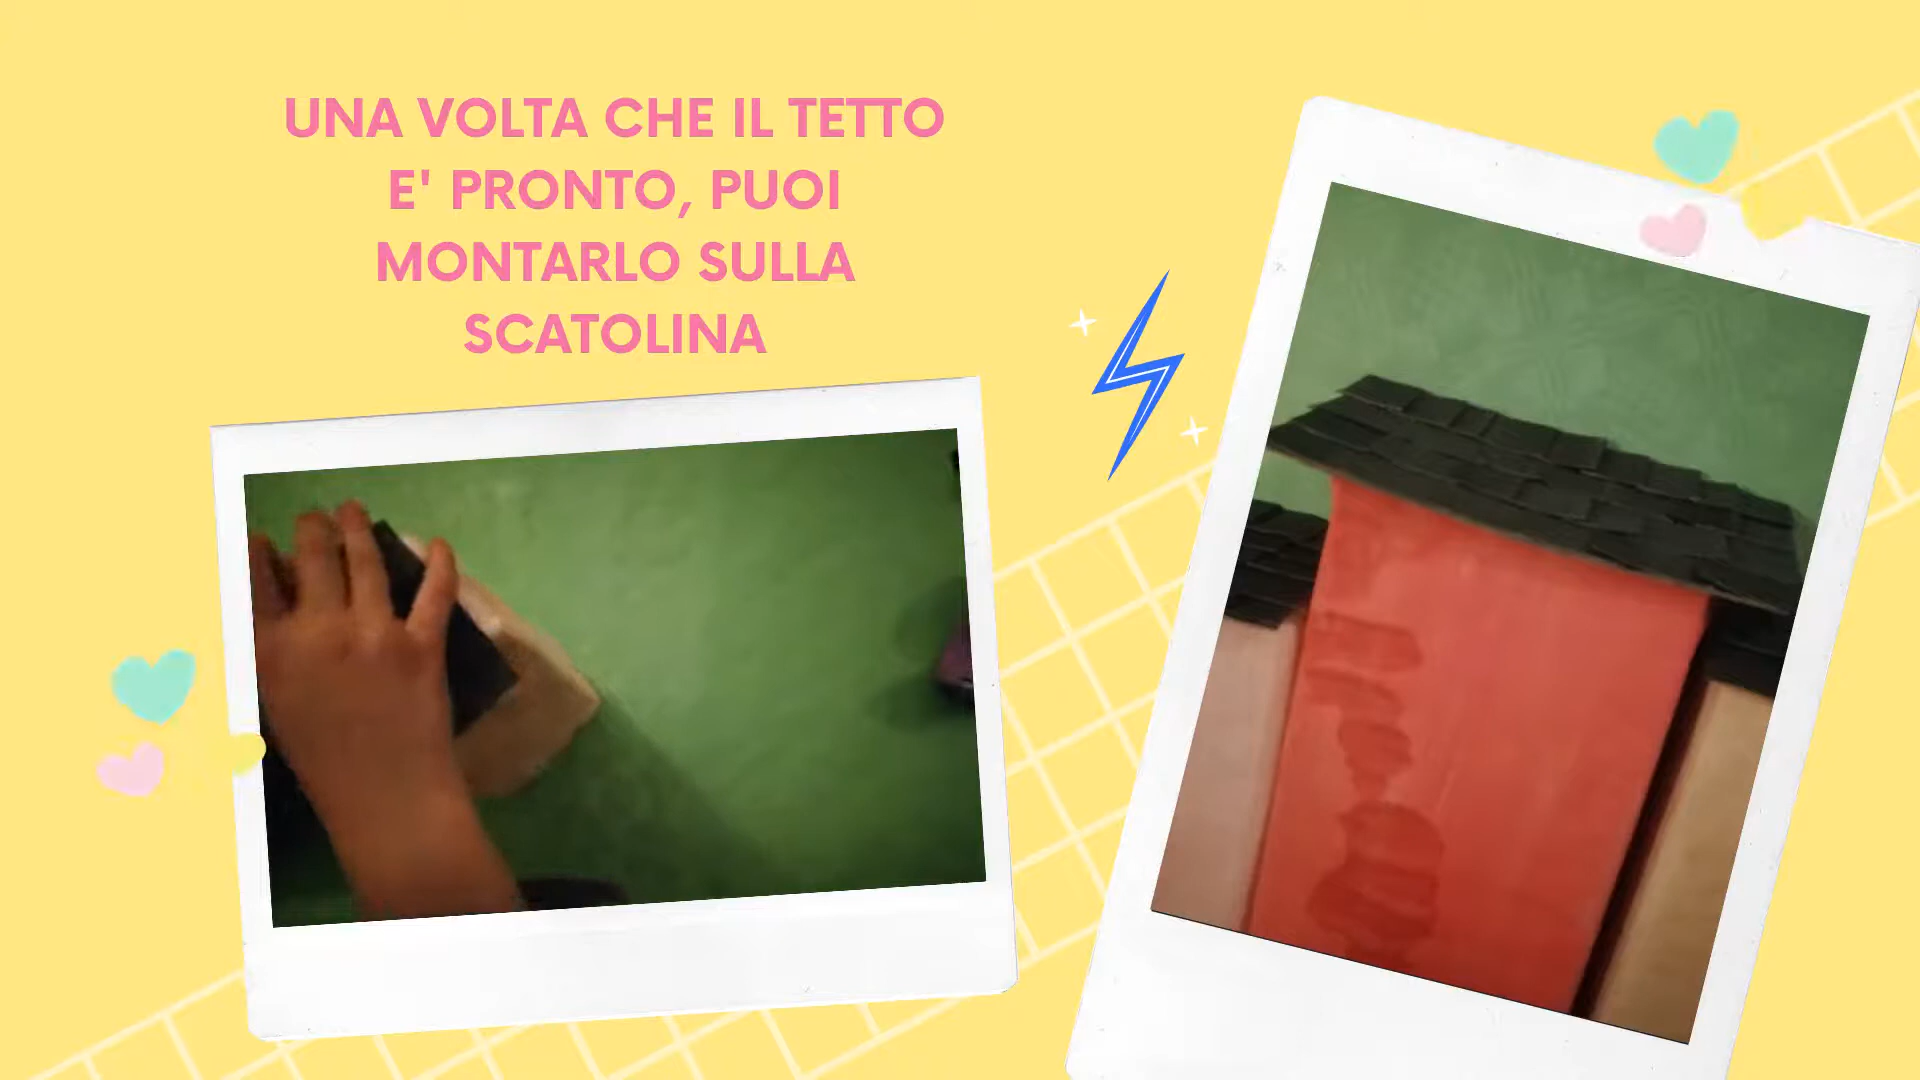 UNA VOLTA CHE IL TETTO
E' PRONTO, PUOI
MONTARLO SULLA
SCATOLINA